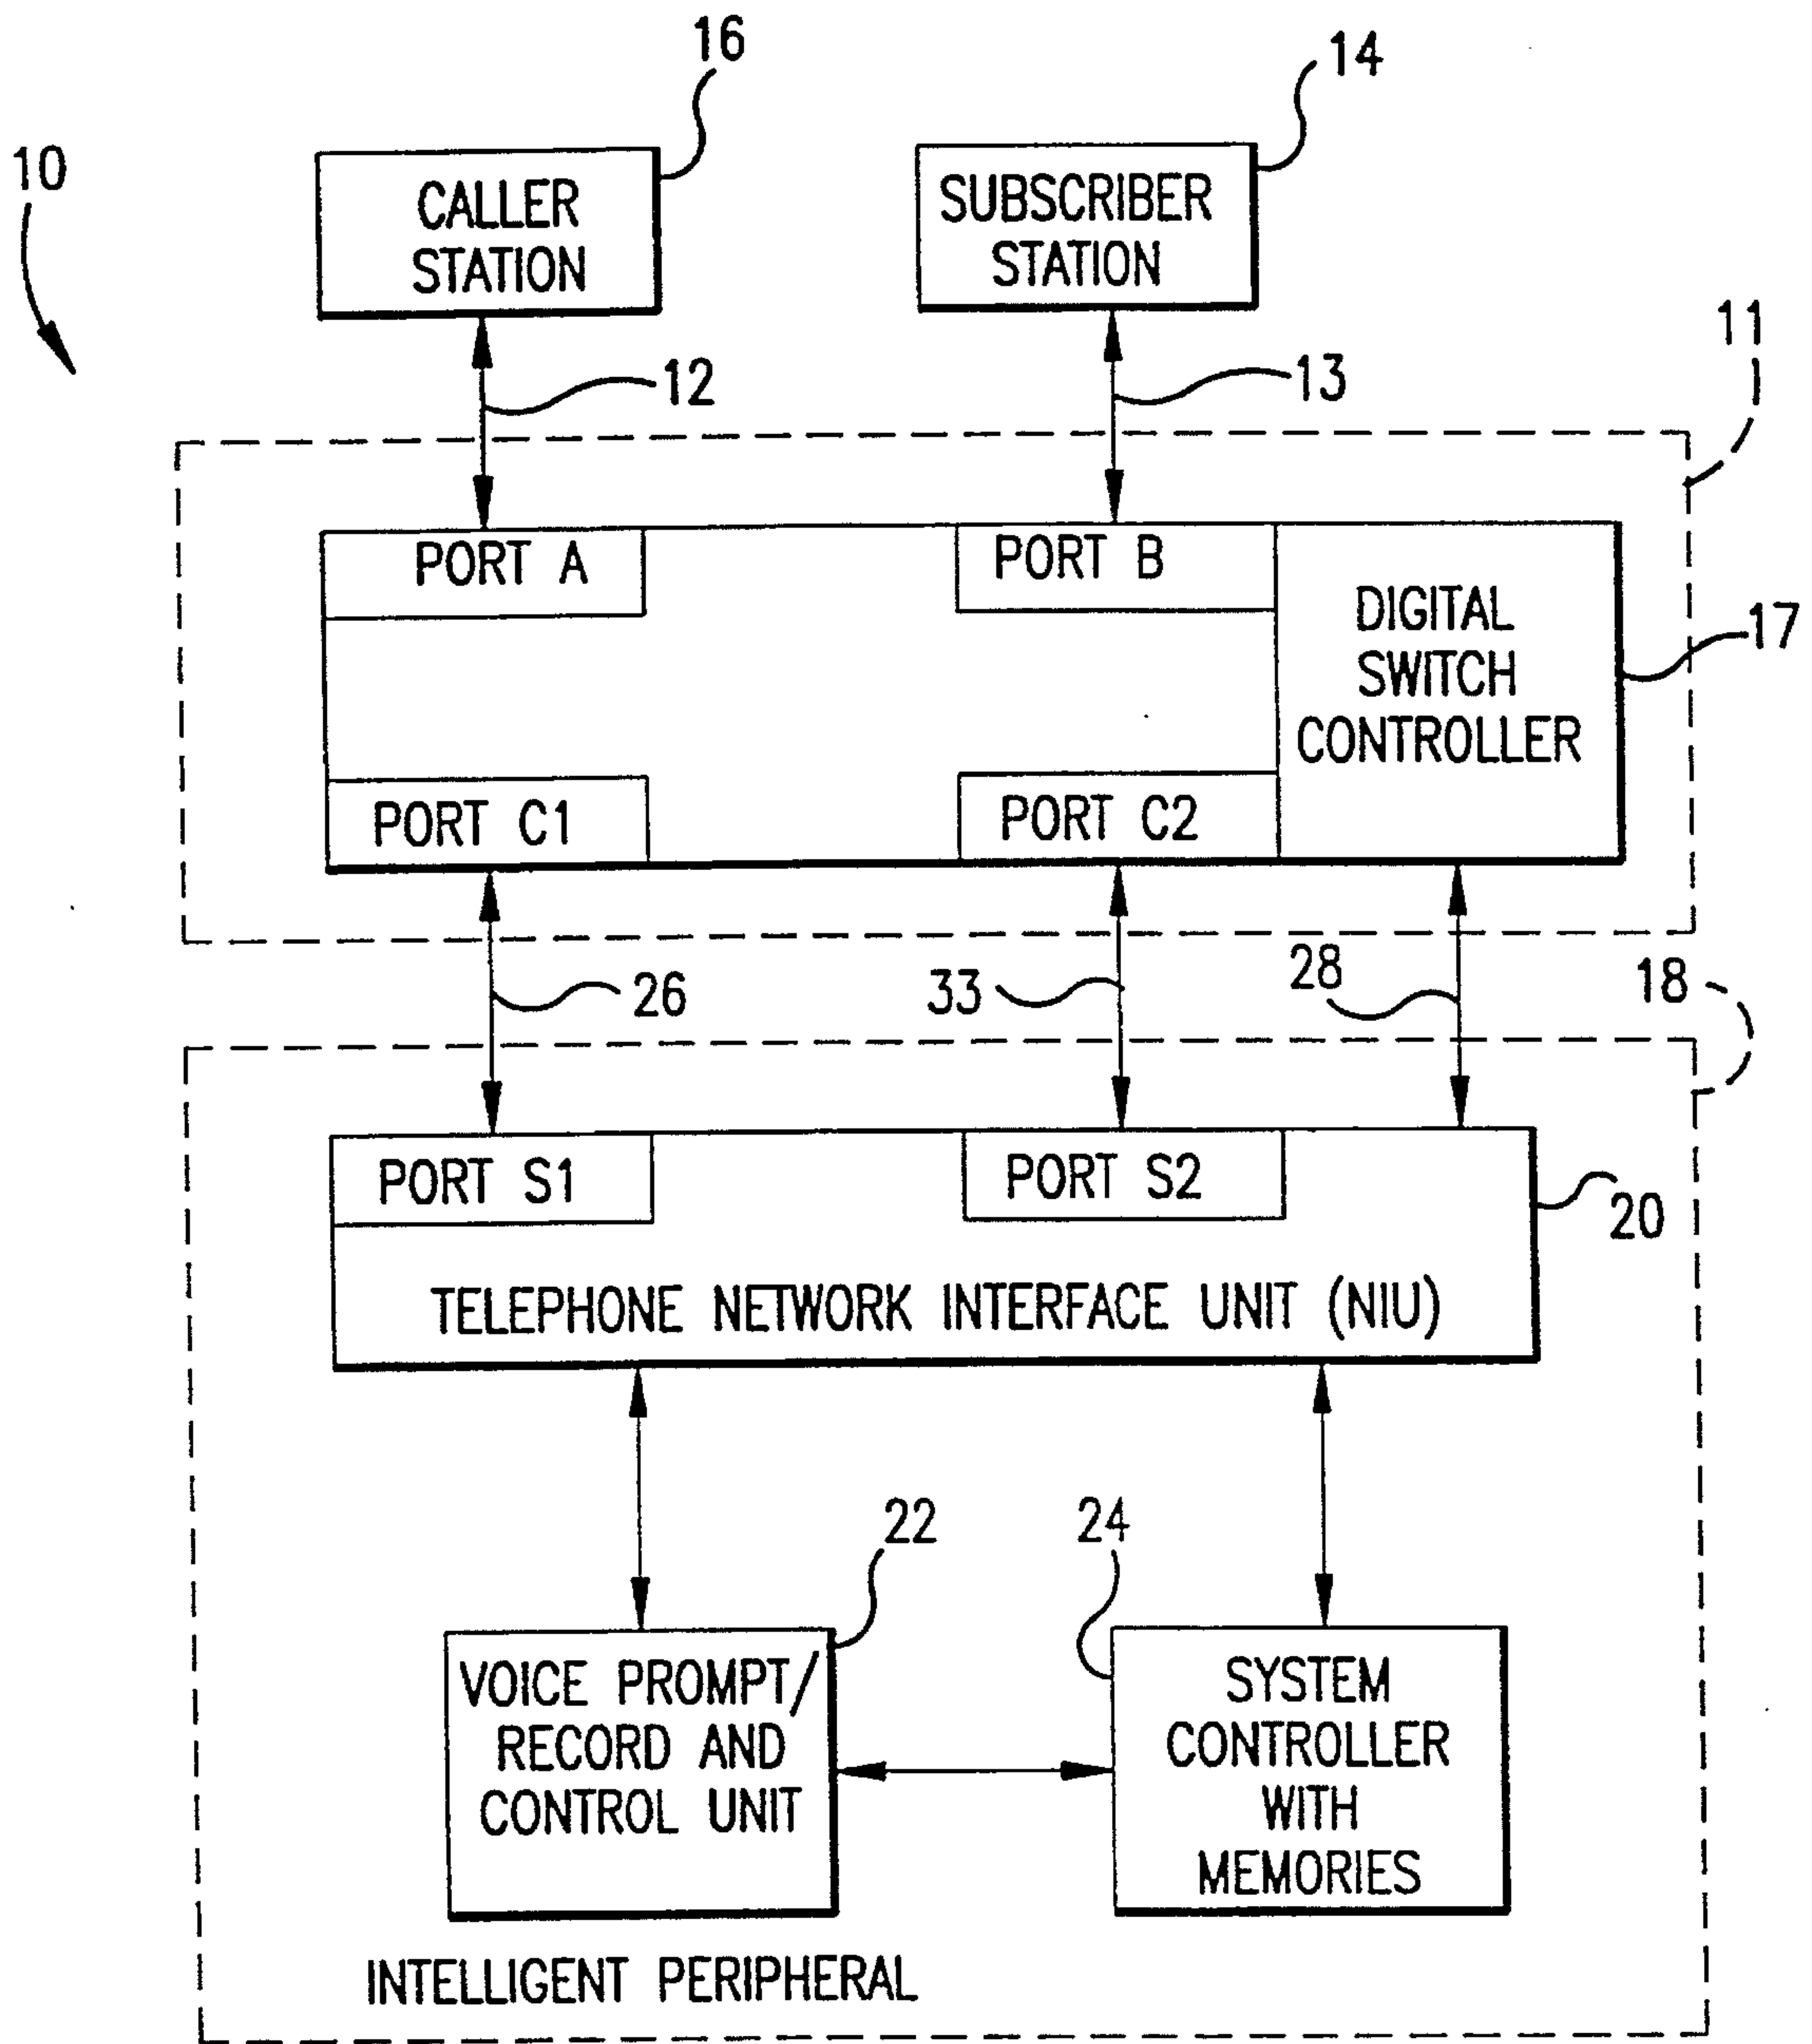 16
14
10
CALLER
STATION
SUBSCRIBER
STATION
11
12
13
PORT A
PORT B
DIGITAL
SWITCH
CONTROLLER
17
PORT C1
PORT C2
26
33
28
18
PORT S1
PORT S2
20
TELEPHONE NETWORK INTERFACE UNIT (NIU)
22
24
VOICE PROMPT/
RECORD AND
CONTROL UNIT
SYSTEM
CONTROLLER
WITH
MEMORIES
INTELLIGENT PERIPHERAL